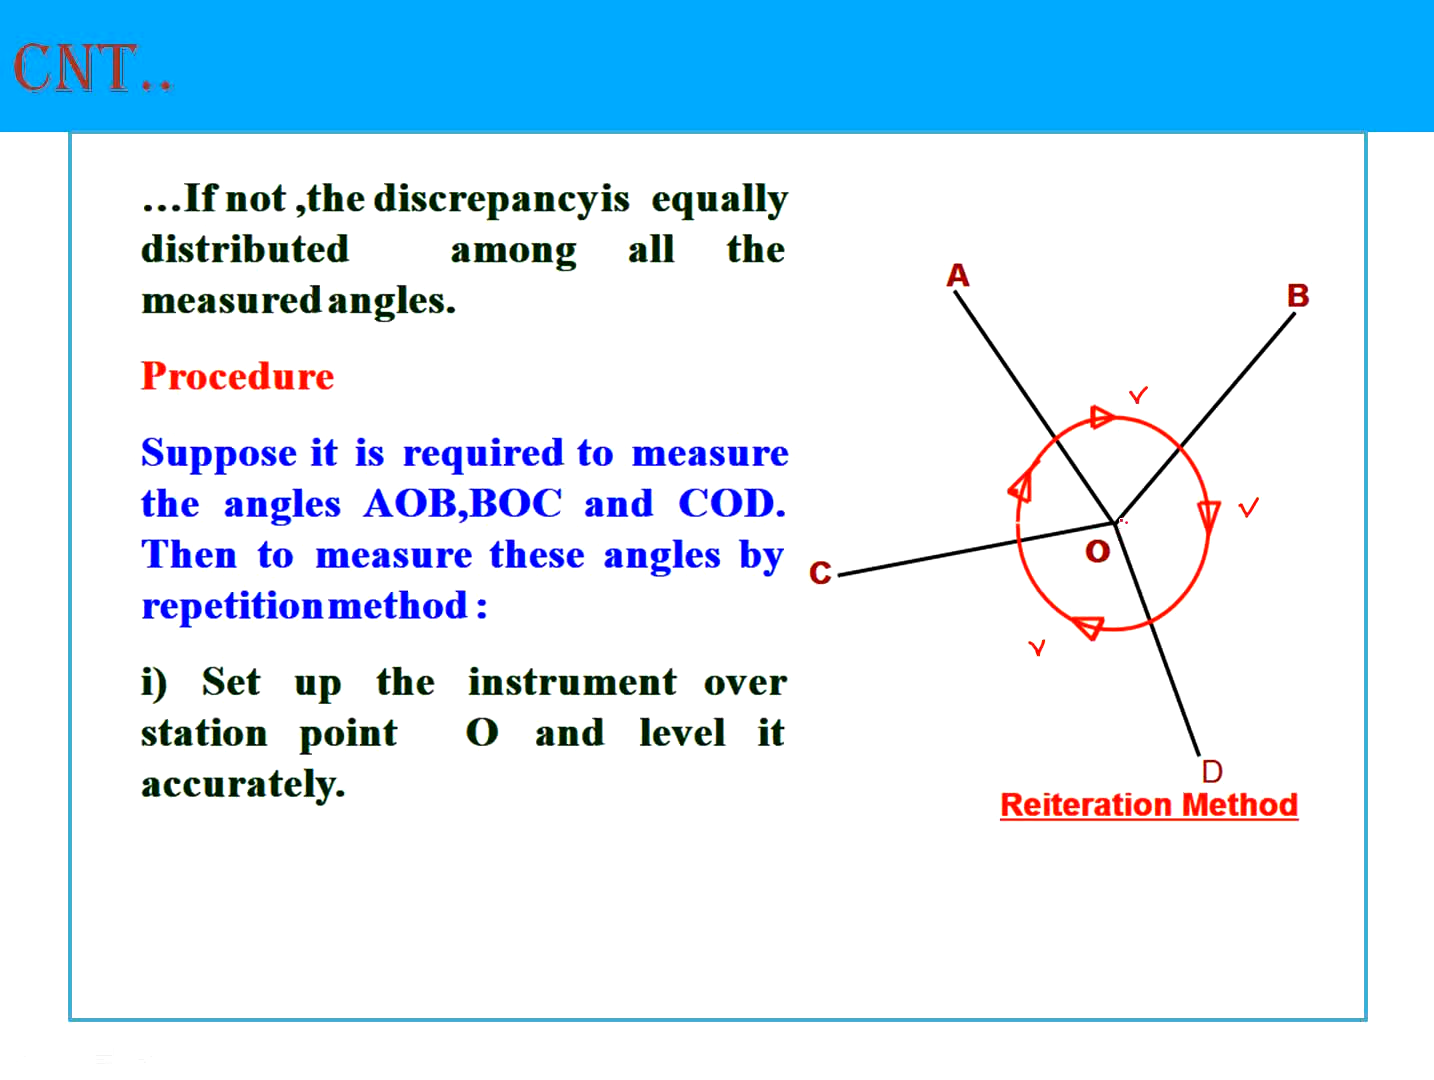 CNT..
...If not ,the discrepancyis equally
distributed among all the
measured angles.
Procedure
Suppose it is required to measure
the angles AOB,BOC and COD.
Then to measure these angles by
repetition method :
i) Set up the instrument over
station point O and level it
accurately.
A
B
C
O
D
Reiteration Method